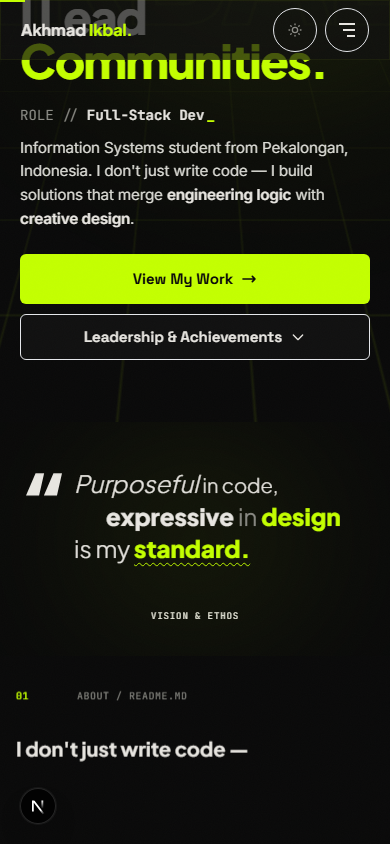 II Lead
Akhmad Ikbal.
Communities.
ROLE // Full-Stack Dev_
Information Systems student from Pekalongan,
Indonesia. I don't just write code — I build
solutions that merge engineering logic with
creative design.
View My Work →
Leadership & Achievements
“ Purposeful in code,
expressive in design
is my standard.
VISION & ETHOS
01 ABOUT / README.MD
I don't just write code —
N